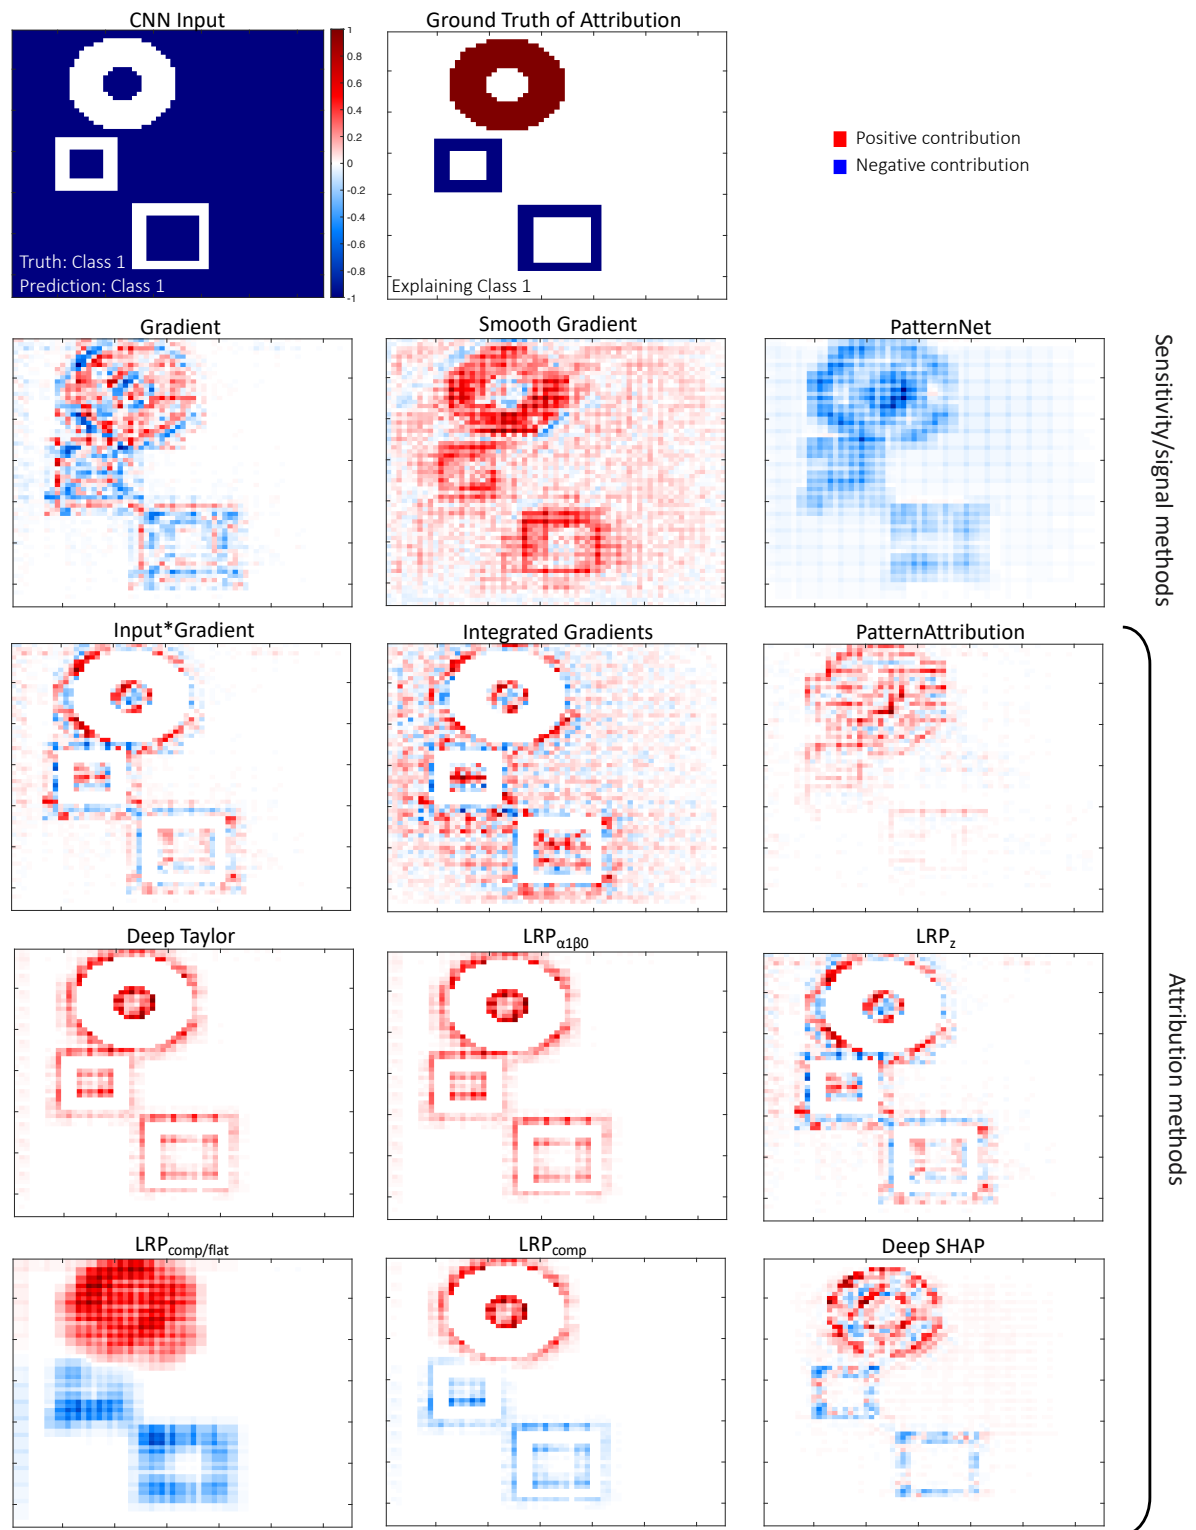 CNN Input
Ground Truth of Attribution
1
0.8
0.6
0.4
0.2
0
-0.2
-0.4
-0.6
-0.8
-1
Truth: Class 1
Prediction: Class 1
Explaining Class 1
Positive contribution
Negative contribution
Gradient
Smooth Gradient
PatternNet
Sensitivity/signal methods
Input*Gradient
Integrated Gradients
PatternAttribution
Deep Taylor
LRPα1β0
LRPz
Attribution methods
LRPcomp/flat
LRPcomp
Deep SHAP